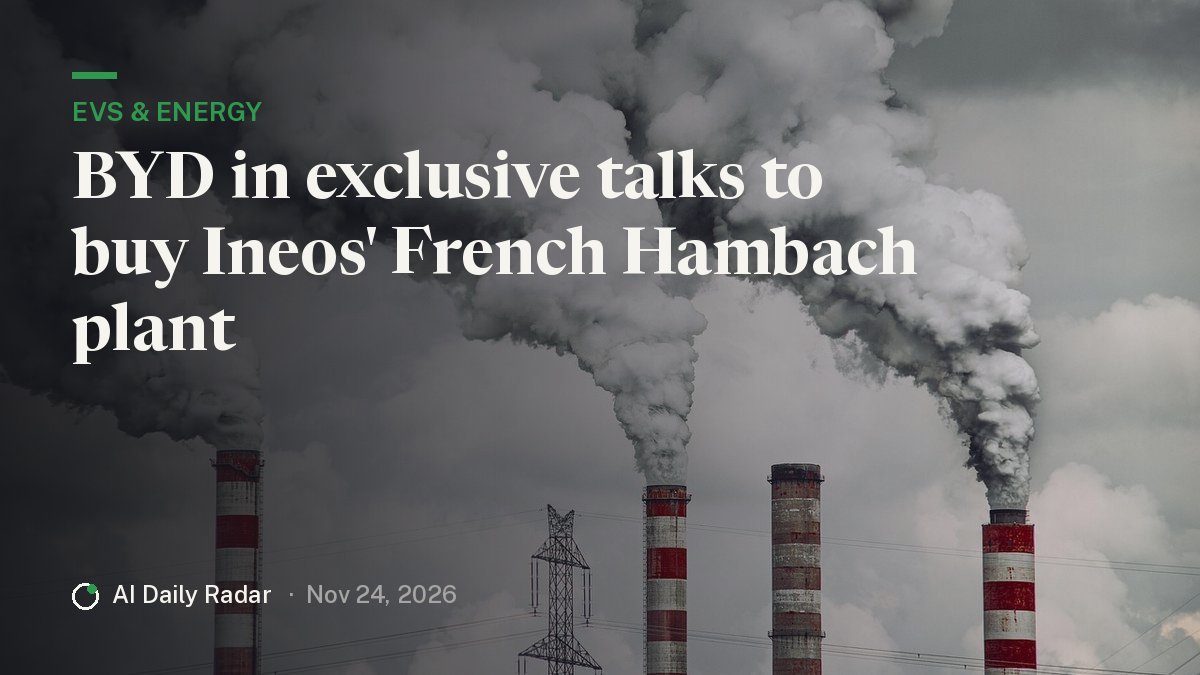 EVS & ENERGY
BYD in exclusive talks to
buy Ineos' French Hambach
plant
AI Daily Radar · Nov 24, 2026